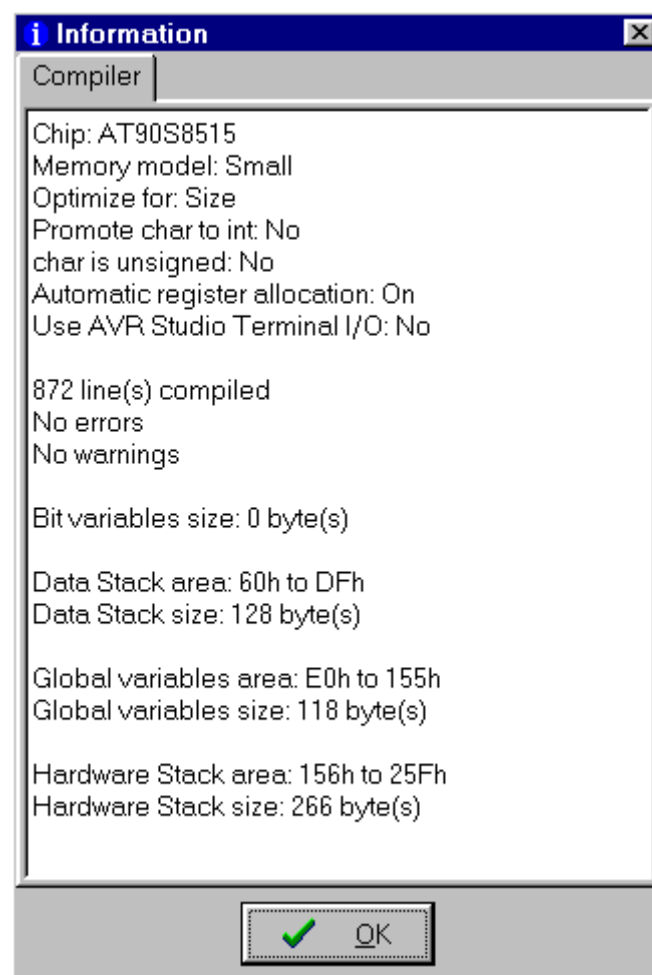 Information
Compiler
Chip: AT90S8515
Memory model: Small
Optimize for: Size
Promote char to int: No
char is unsigned: No
Automatic register allocation: On
Use AVR Studio Terminal I/O: No
872 line(s) compiled
No errors
No warnings
Bit variables size: 0 byte(s)
Data Stack area: 60h to DFh
Data Stack size: 128 byte(s)
Global variables area: E0h to 155h
Global variables size: 118 byte(s)
Hardware Stack area: 156h to 25Fh
Hardware Stack size: 266 byte(s)
OK